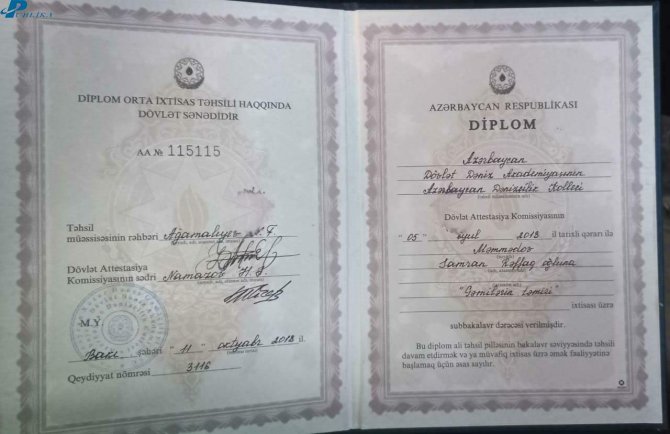 PUBLIKA
DİPLOM ORTA İXTİSAS TƏHSİLİ HAQQINDA
DÖVLƏT SƏNƏDİDİR
AA № 115115
Təhsil
müəssisəsinin rəhbəri Ağamalıyev
Dövlət Attestasiya
Komissiyasının sədri Namazov H.
M.Y.
Bakı şəhəri "11" oktyabr 2018 il.
Qeydiyyat nömrəsi 3116
AZƏRBAYCAN RESPUBLİKASI
DİPLOM
Azərbaycan
Dövlət Dəniz Akademiyasının
Azərbaycan Dənizçilik Kolleci
Dövlət Attestasiya Komissiyasının
"05" iyul 2018 il tarixli qərarı ilə
Məmmədov
Samran oğluna
"Gəmilərin təmiri"
ixtisası üzrə
subbakalavr dərəcəsi verilmişdir.
Bu diplom ali təhsil pilləsinin bakalavr səviyyəsində təhsili
davam etdirmək və ya müvafiq ixtisas üzrə əmək fəaliyyətinə
başlamaq üçün əsas sayılır.